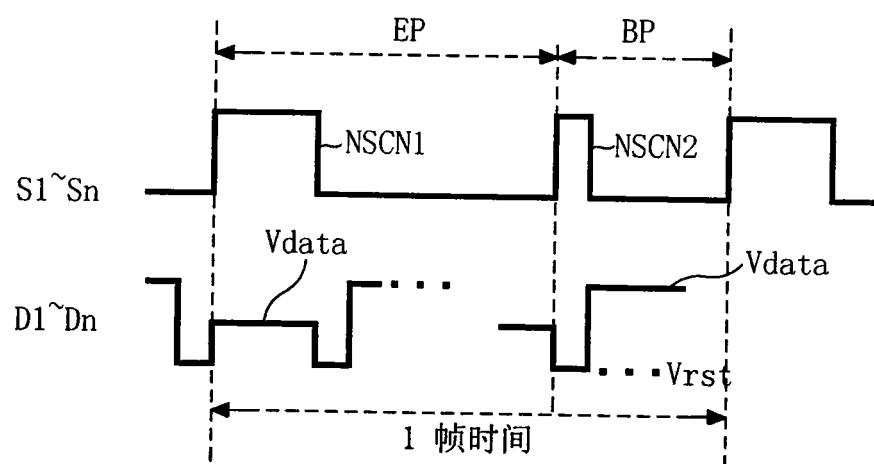 EP BP
NSCN1 NSCN2
S1~Sn
Vdata Vdata
D1~Dn
Vrst
1 帧时间